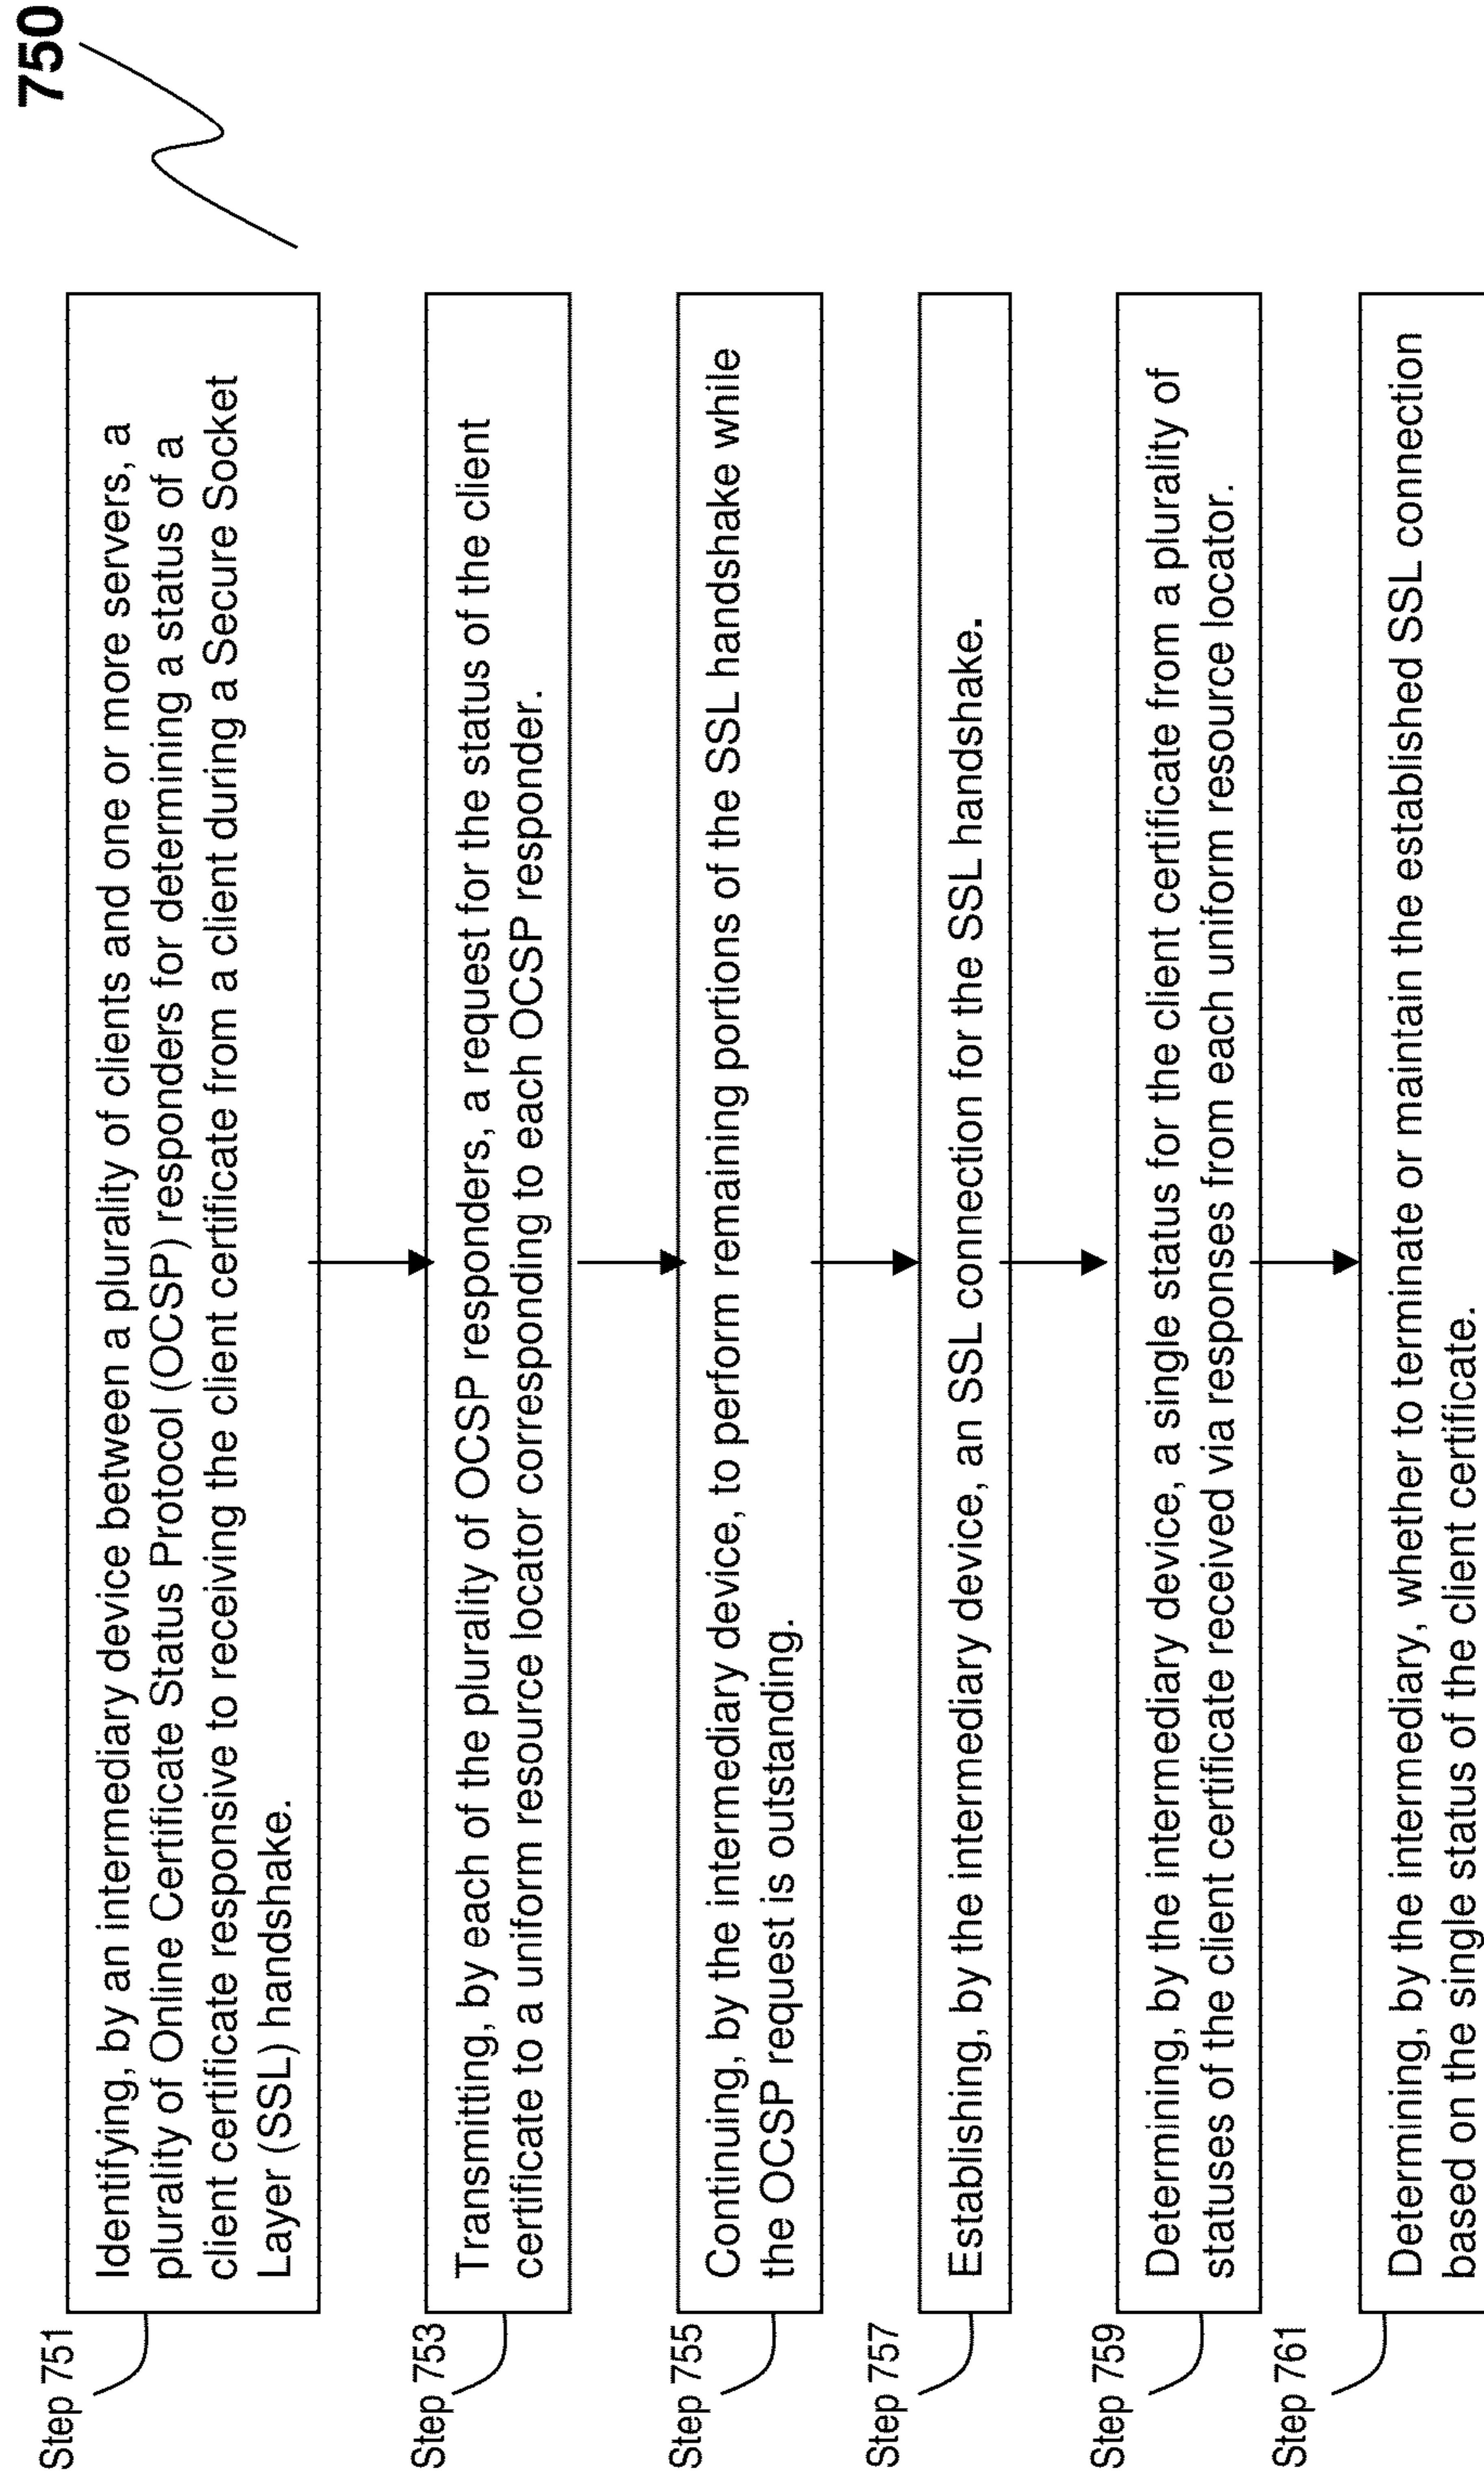 750
Step 751
Identifying, by an intermediary device between a plurality of clients and one or more servers, a
plurality of Online Certificate Status Protocol (OCSP) responders for determining a status of a
client certificate responsive to receiving the client certificate from a client during a Secure Socket
Layer (SSL) handshake.
Step 753
Transmitting, by each of the plurality of OCSP responders, a request for the status of the client
certificate to a uniform resource locator corresponding to each OCSP responder.
Step 755
Continuing, by the intermediary device, to perform remaining portions of the SSL handshake while
the OCSP request is outstanding.
Step 757
Establishing, by the intermediary device, an SSL connection for the SSL handshake.
Step 759
Determining, by the intermediary device, a single status for the client certificate from a plurality of
statuses of the client certificate received via responses from each uniform resource locator.
Step 761
Determining, by the intermediary, whether to terminate or maintain the established SSL connection
based on the single status of the client certificate.